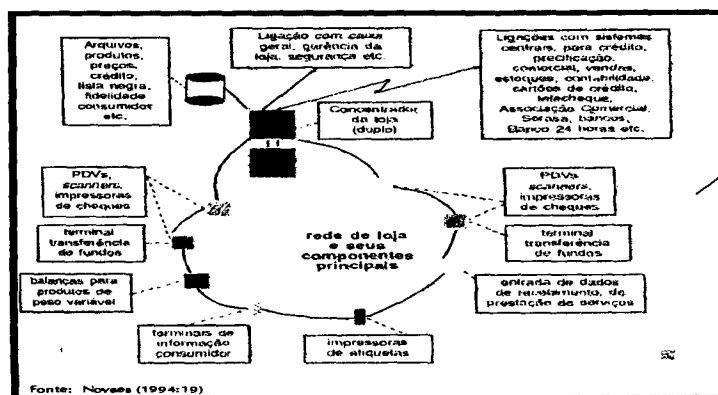 Arquivos,
produtos,
preços,
crédito,
lista negra,
fidelidade
consumidor
etc.
Ligação com caixa
geral, gerência da
loja, segurança etc.
Ligações com sistemas
centrais, para crédito,
precificação,
comercial, vendas,
estoques, contabilidade,
cartões de crédito,
telecheque,
Associação Comercial,
Serasa, bancos,
Banco 24 horas etc.
Concentrador
da loja
(duplo)
PDVs,
scanners,
impressoras
de cheques
terminal
transferência
de fundos
balanças para
produtos de
peso variável
terminais de
informação
consumidor
rede de loja
e seus
componentes
principais
impressoras
de etiquetas
PDVs
scanners,
impressoras
de cheques
terminal
transferência
de fundos
entrada de dados
de recebimento, de
prestação de serviços
Fonte: Novaes (1994:19)